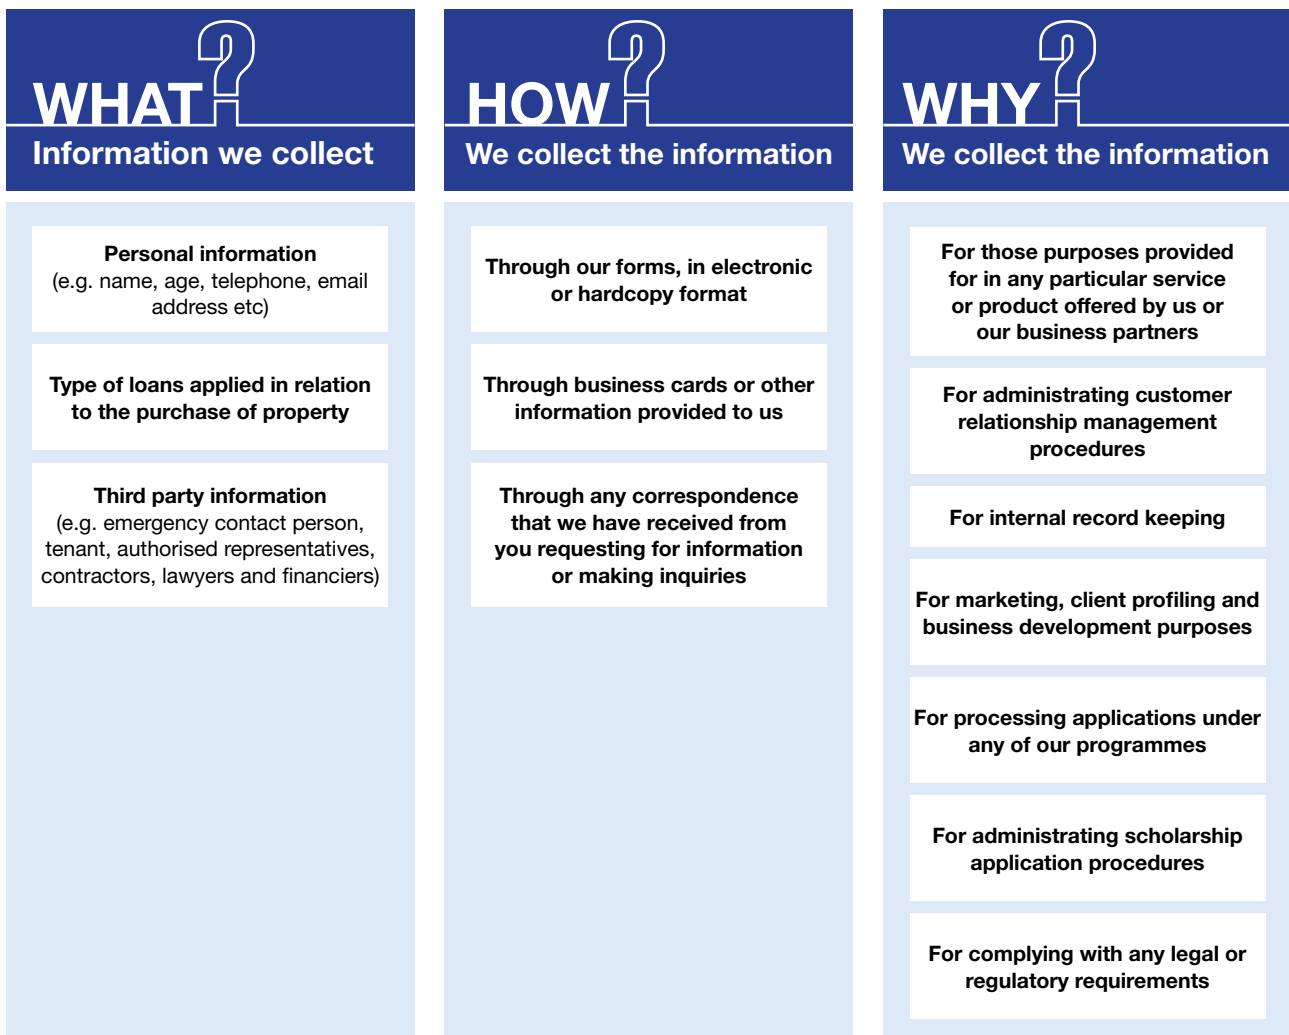 WHAT?
Information we collect
Personal information
(e.g. name, age, telephone, email
address etc)
Type of loans applied in relation
to the purchase of property
Third party information
(e.g. emergency contact person,
tenant, authorised representatives,
contractors, lawyers and financiers)
HOW?
We collect the information
Through our forms, in electronic
or hardcopy format
Through business cards or other
information provided to us
Through any correspondence
that we have received from
you requesting for information
or making inquiries
WHY?
We collect the information
For those purposes provided
for in any particular service
or product offered by us or
our business partners
For administrating customer
relationship management
procedures
For internal record keeping
For marketing, client profiling and
business development purposes
For processing applications under
any of our programmes
For administrating scholarship
application procedures
For complying with any legal or
regulatory requirements